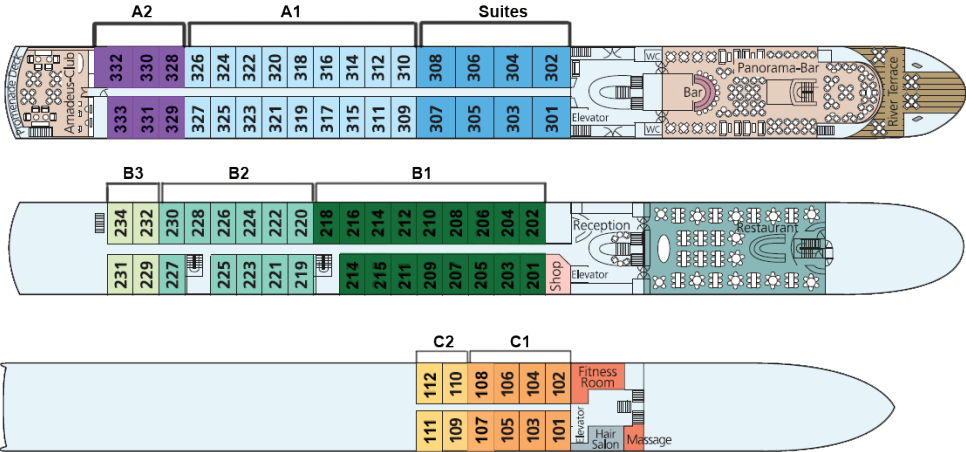 A2 A1 Suites
332 330 328 326 324 322 320 318 316 314 312 310 308 306 304 302
WC
Panorama-Bar
Promenade Deck
Amadeus-Club
Bar
River Terrace
333 331 329 327 325 323 321 319 317 315 311 309 307 305 303 301
Elevator
WC
B3 B2 B1
234 232 230 228 226 224 222 220 218 216 214 212 210 208 206 204 202
Reception
Restaurant
231 229 227 225 223 221 219 214 215 211 209 207 205 203 201
Shop
Elevator
C2 C1
112 110 108 106 104 102
Fitness
Room
111 109 107 105 103 101
Elevator
Hair
Salon
Massage